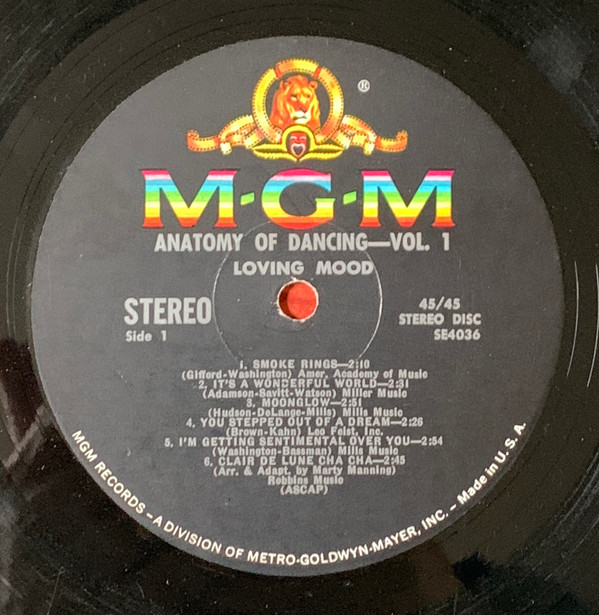 ®
M·G·M
ANATOMY OF DANCING—VOL. 1
LOVING MOOD
STEREO
Side 1
45/45
STEREO DISC
SE4036
1. SMOKE RINGS—2:10
(Gifford-Washington) Amer. Academy of Music
2. IT'S A WONDERFUL WORLD—2:31
(Adamson-Savitt-Watson) Miller Music
3. MOONGLOW—2:51
(Hudson-DeLange-Mills) Mills Music
4. YOU STEPPED OUT OF A DREAM—2:26
(Brown-Kahn) Leo Feist, Inc.
5. I'M GETTING SENTIMENTAL OVER YOU—2:54
(Washington-Bassman) Mills Music
6. CLAIR DE LUNE CHA CHA—2:45
(Arr. & Adapt. by Marty Manning)
Robbins Music
(ASCAP)
MGM RECORDS – A DIVISION OF METRO-GOLDWYN-MAYER, INC. – Made in U.S.A.